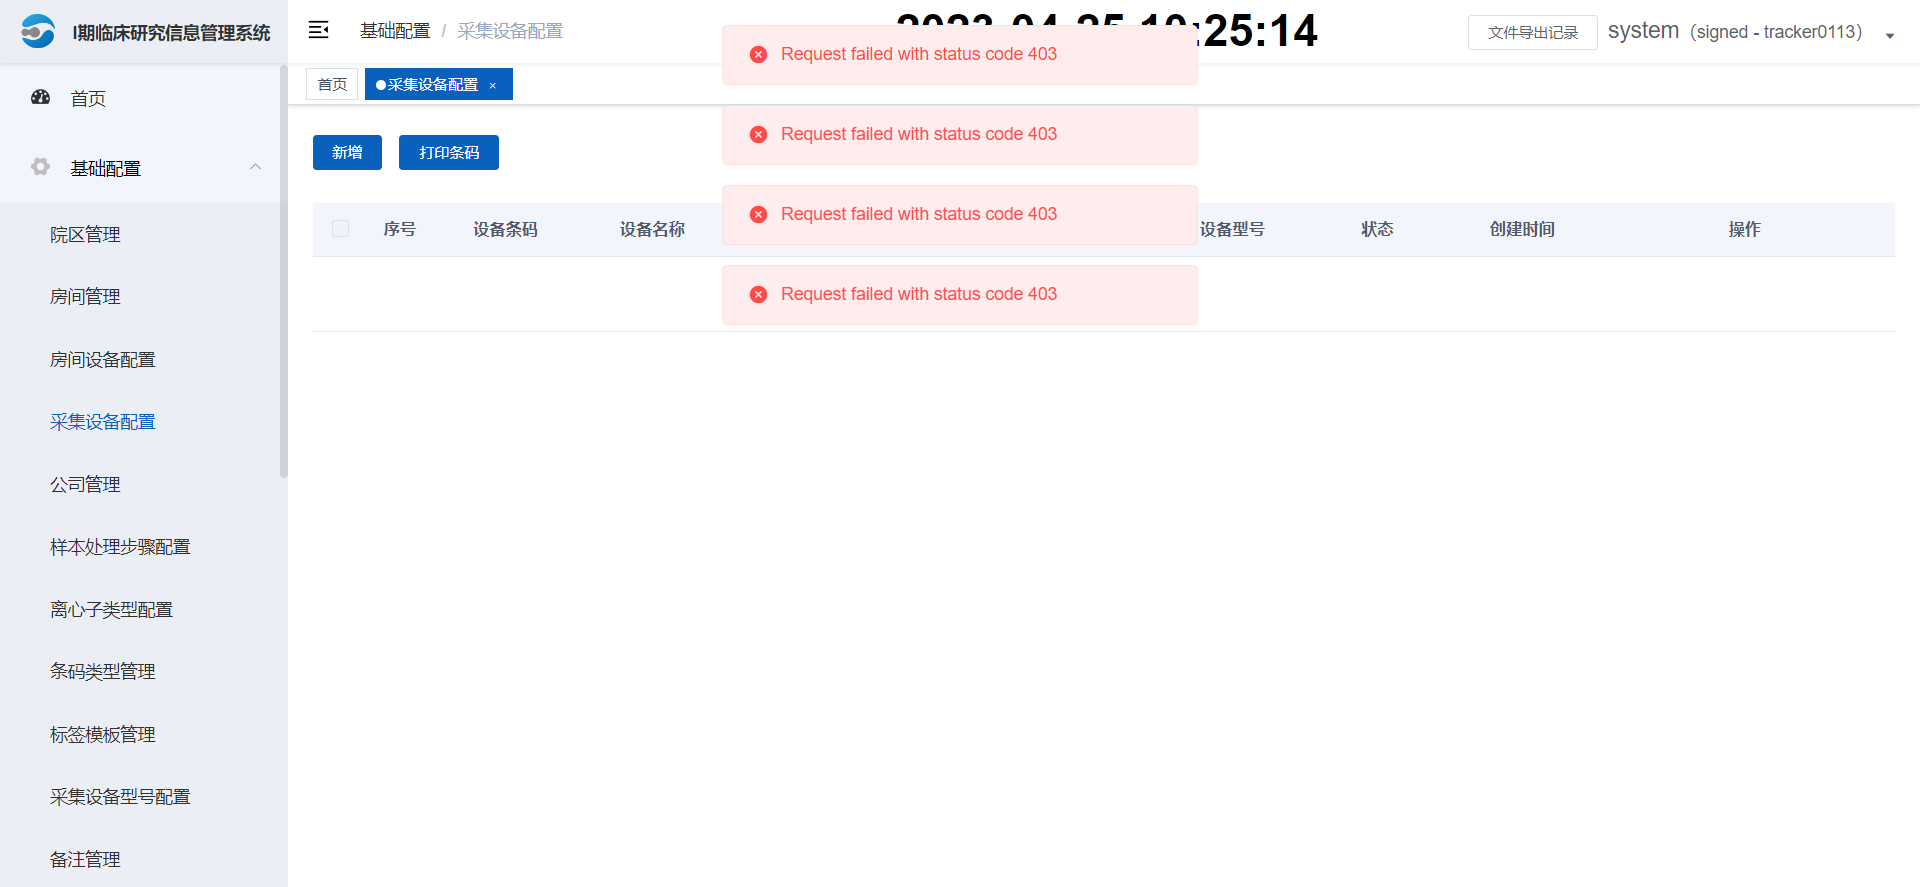 I期临床研究信息管理系统
基础配置 / 采集设备配置
:25:14
文件导出记录
system（signed - tracker0113）
Request failed with status code 403
首页
采集设备配置 ×
首页
基础配置
Request failed with status code 403
新增
打印条码
Request failed with status code 403
序号
设备条码
设备名称
设备型号
状态
创建时间
操作
Request failed with status code 403
院区管理
房间管理
房间设备配置
采集设备配置
公司管理
样本处理步骤配置
离心子类型配置
条码类型管理
标签模板管理
采集设备型号配置
备注管理